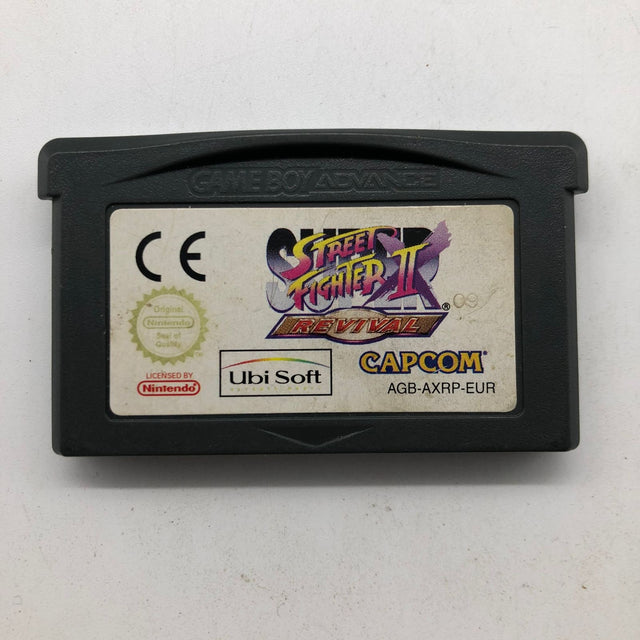 GAME BOY ADVANCE
CE
SUPER
STREET
FIGHTER II X
REVIVAL
®
09
Original
Nintendo
Seal of
Quality
LICENSED BY
Nintendo
Ubi Soft
CAPCOM
AGB-AXRP-EUR